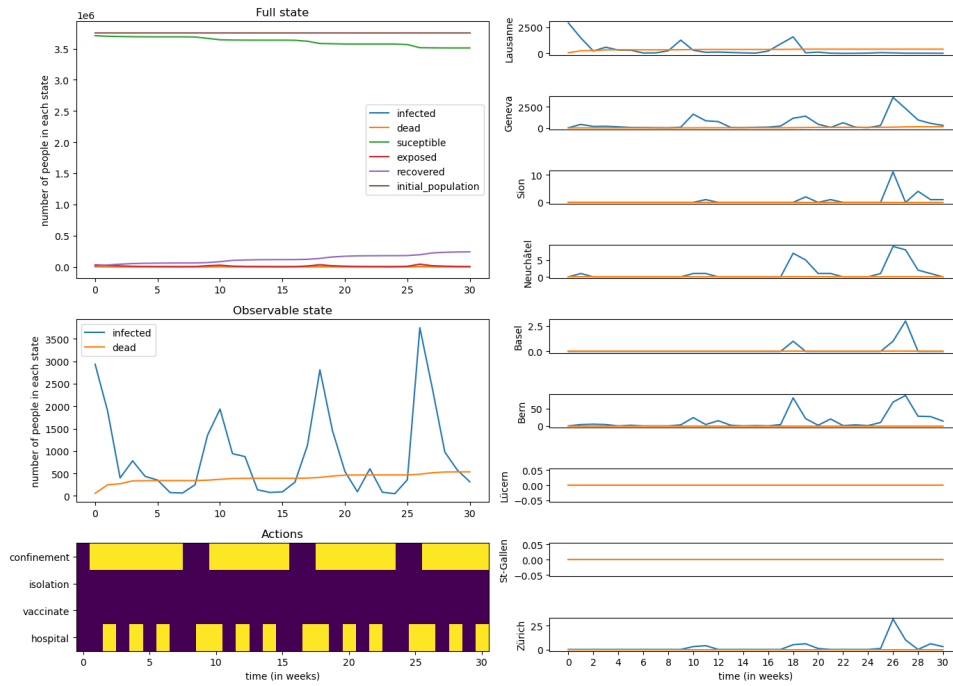 Full state
1e6
3.5
3.0
2.5
2.0
1.5
1.0
0.5
0.0
number of people in each state
infected
dead
suceptible
exposed
recovered
initial_population
0 5 10 15 20 25 30
Observable state
3500
3000
2500
2000
1500
1000
500
0
number of people in each state
infected
dead
0 5 10 15 20 25 30
Actions
confinement
isolation
vaccinate
hospital
0 5 10 15 20 25 30
time (in weeks)
Lausanne
2500
0
Geneva
2500
0
Sion
10
0
Neuchâtel
5
0
Basel
2.5
0.0
Bern
50
0
Lücern
0.05
0.00
−0.05
St-Gallen
0.05
0.00
−0.05
Zürich
25
0
0 2 4 6 8 10 12 14 16 18 20 22 24 26 28 30
time (in weeks)